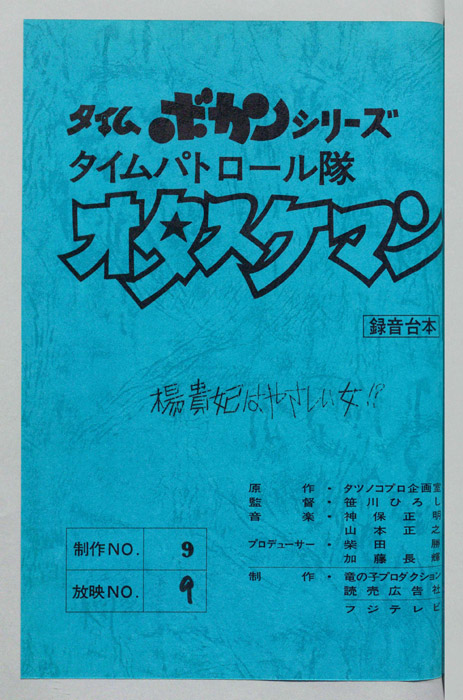 タイムボカンシリーズ
タイムパトロール隊
オタスケマン
録音台本
楊貴妃はやさしい女!?
原作・タツノコプロ企画室
監督・笹川ひろし
音楽・神保正明
山本正之
プロデューサー・柴田勝
加藤長輝
制作・竜の子プロダクション
読売広告社
・フジテレビ
制作NO. 9
放映NO. 9